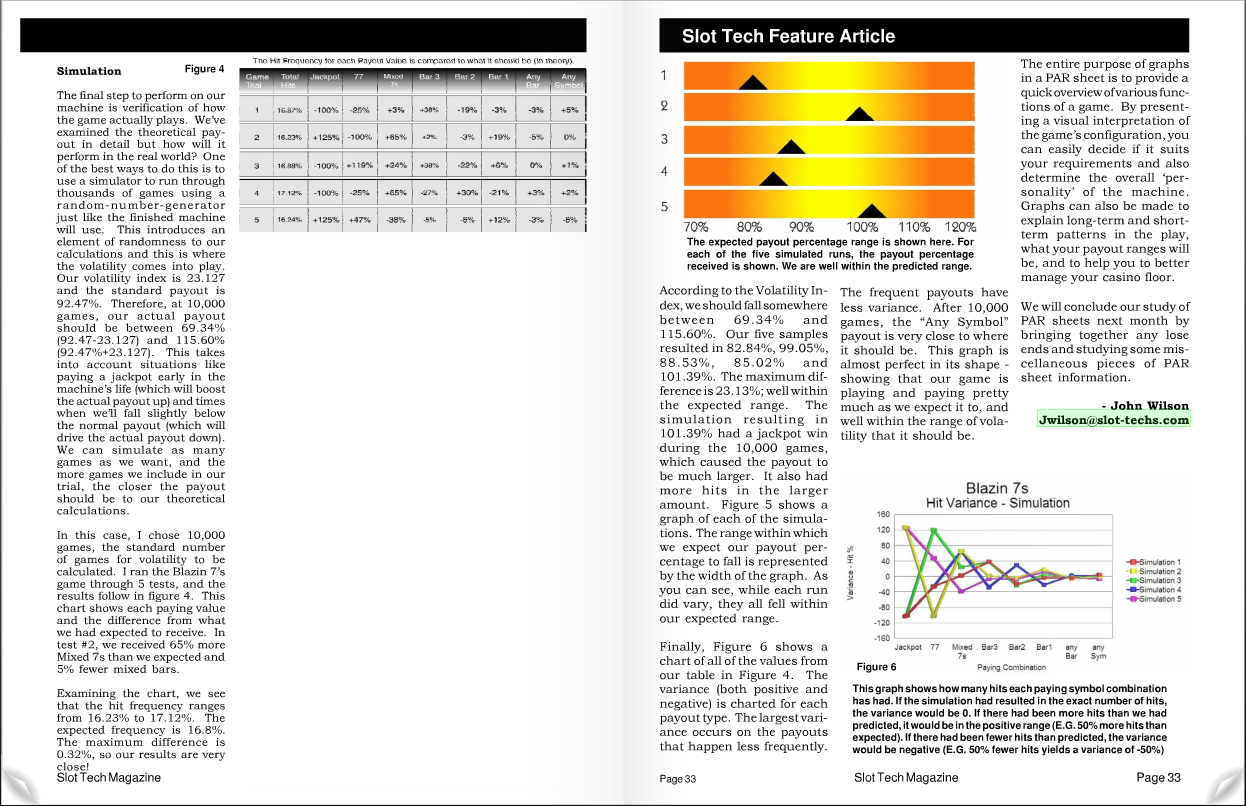 Simulation
The final step to perform on our
machine is verification of how
the game actually plays. We've
examined the theoretical pay-
out in detail but how will it
perform in the real world? One
of the best ways to do this is to
use a simulator to run through
thousands of games using a
random-number-generator
just like the finished machine
will use. This introduces an
element of randomness to our
calculations and this is where
the volatility comes into play.
Our volatility index is 23.127
and the standard payout is
92.47%. Therefore, at 10,000
games, our actual payout
should be between 69.34%
(92.47-23.127) and 115.60%
(92.47%+23.127). This takes
into account situations like
paying a jackpot early in the
machine's life (which will boost
the actual payout up) and times
when we'll fall slightly below
the normal payout (which will
drive the actual payout down).
We can simulate as many
games as we want, and the
more games we include in our
trial, the closer the payout
should be to our theoretical
calculations.
In this case, I chose 10,000
games, the standard number
of games for volatility to be
calculated. I ran the Blazin 7's
game through 5 tests, and the
results follow in figure 4. This
chart shows each paying value
and the difference from what
we had expected to receive. In
test #2, we received 65% more
Mixed 7s than we expected and
5% fewer mixed bars.
Examining the chart, we see
that the hit frequency ranges
from 16.23% to 17.12%. The
expected frequency is 16.8%.
The maximum difference is
0.32%, so our results are very
close!
Slot Tech Magazine
Figure 4
The Hit Frequency for each Payout Value is compared to what it should be (in theory).
Game Trial Total Hits Jackpot 77 Mixed 7s Bar 3 Bar 2 Bar 1 Any Bar Any Symbol
1 16.87% -100% -25% +3% +38% -19% -3% -3% +5%
2 16.23% +125% -100% +65% +3% -3% +19% -5% 0%
3 16.88% -100% +119% +24% +38% -22% +6% 0% +1%
4 17.12% -100% -25% +65% -27% +30% -21% +3% +2%
5 16.24% +125% +47% -38% -5% -8% +12% -3% -6%
Slot Tech Feature Article
1
2
3
4
5
70% 80% 90% 100% 110% 120%
The expected payout percentage range is shown here. For
each of the five simulated runs, the payout percentage
received is shown. We are well within the predicted range.
According to the Volatility In-
dex, we should fall somewhere
between 69.34% and
115.60%. Our five samples
resulted in 82.84%, 99.05%,
88.53%, 85.02% and
101.39%. The maximum dif-
ference is 23.13%; well within
the expected range. The
simulation resulting in
101.39% had a jackpot win
during the 10,000 games,
which caused the payout to
be much larger. It also had
more hits in the larger
amount. Figure 5 shows a
graph of each of the simula-
tions. The range within which
we expect our payout per-
centage to fall is represented
by the width of the graph. As
you can see, while each run
did vary, they all fell within
our expected range.
Finally, Figure 6 shows a
chart of all of the values from
our table in Figure 4. The
variance (both positive and
negative) is charted for each
payout type. The largest vari-
ance occurs on the payouts
that happen less frequently.
The frequent payouts have
less variance. After 10,000
games, the "Any Symbol"
payout is very close to where
it should be. This graph is
almost perfect in its shape -
showing that our game is
playing and paying pretty
much as we expect it to, and
well within the range of vola-
tility that it should be.
The entire purpose of graphs
in a PAR sheet is to provide a
quick overview of various func-
tions of a game. By present-
ing a visual interpretation of
the game's configuration, you
can easily decide if it suits
your requirements and also
determine the overall 'per-
sonality' of the machine.
Graphs can also be made to
explain long-term and short-
term patterns in the play,
what your payout ranges will
be, and to help you to better
manage your casino floor.
We will conclude our study of
PAR sheets next month by
bringing together any lose
ends and studying some mis-
cellaneous pieces of PAR
sheet information.
- John Wilson
Jwilson@slot-techs.com
Blazin 7s
Hit Variance - Simulation
Variance - Hit %
160
120
80
40
0
-40
-80
-120
-160
Jackpot 77 Mixed 7s Bar3 Bar2 Bar1 any Bar any Sym
Paying Combination
Simulation 1
Simulation 2
Simulation 3
Simulation 4
Simulation 5
Figure 6
This graph shows how many hits each paying symbol combination
has had. If the simulation had resulted in the exact number of hits,
the variance would be 0. If there had been more hits than we had
predicted, it would be in the positive range (E.G. 50% more hits than
expected). If there had been fewer hits than predicted, the variance
would be negative (E.G. 50% fewer hits yields a variance of -50%)
Page 33
Slot Tech Magazine
Page 33